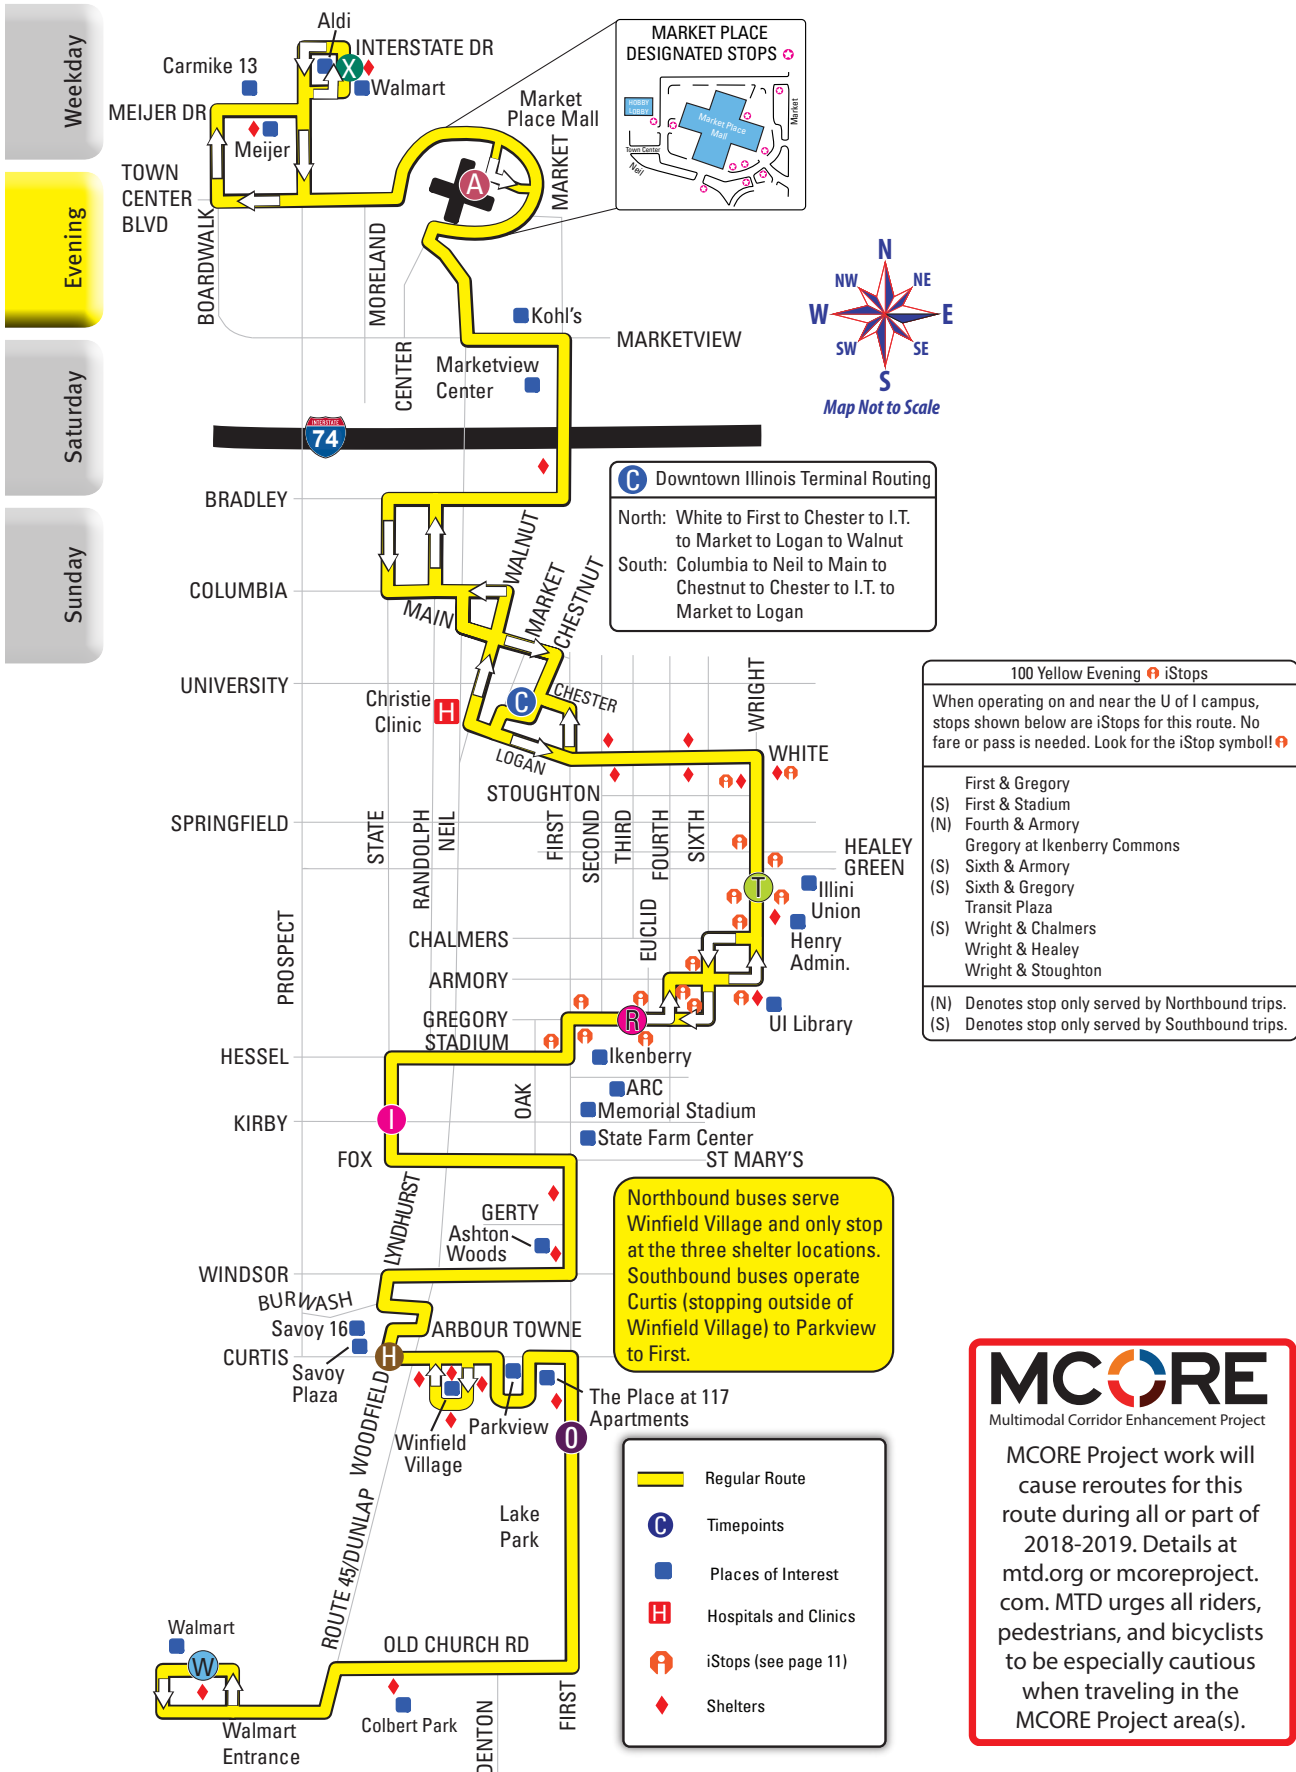 Weekday
Evening
Saturday
Sunday
Aldi
INTERSTATE DR
Carmike 13
X
Walmart
MEIJER DR
Meijer
Market
Place Mall
TOWN
CENTER
BLVD
A
MARKET
BOARDWALK
MORELAND
CENTER
MARKET PLACE
DESIGNATED STOPS
HOBBY
LOBBY
Market Place
Mall
Market
Town Center
Neil
Kohl's
MARKETVIEW
Marketview
Center
N
NW
NE
W
E
SW
SE
S
Map Not to Scale
INTERSTATE
74
C Downtown Illinois Terminal Routing
North: White to First to Chester to I.T.
to Market to Logan to Walnut
South: Columbia to Neil to Main to
Chestnut to Chester to I.T. to
Market to Logan
BRADLEY
COLUMBIA
MAIN
WALNUT
MARKET
CHESTNUT
UNIVERSITY
Christie
Clinic
H
C
CHESTER
LOGAN
WRIGHT
WHITE
STOUGHTON
SPRINGFIELD
STATE
RANDOLPH
NEIL
FIRST
SECOND
THIRD
FOURTH
SIXTH
HEALEY
GREEN
T
Illini
Union
Henry
Admin.
PROSPECT
CHALMERS
EUCLID
ARMORY
GREGORY
STADIUM
R
UI Library
HESSEL
Ikenberry
OAK
ARC
Memorial Stadium
State Farm Center
KIRBY
I
FOX
ST MARY'S
100 Yellow Evening iStops
When operating on and near the U of I campus,
stops shown below are iStops for this route. No
fare or pass is needed. Look for the iStop symbol!
First & Gregory
(S) First & Stadium
(N) Fourth & Armory
Gregory at Ikenberry Commons
(S) Sixth & Armory
(S) Sixth & Gregory
Transit Plaza
(S) Wright & Chalmers
Wright & Healey
Wright & Stoughton
(N) Denotes stop only served by Northbound trips.
(S) Denotes stop only served by Southbound trips.
LYNDHURST
GERTY
Ashton
Woods
WINDSOR
BURWASH
Savoy 16
ARBOUR TOWNE
CURTIS
H
Savoy
Plaza
WOODFIELD
Winfield
Village
Parkview
The Place at 117
Apartments
O
Northbound buses serve
Winfield Village and only stop
at the three shelter locations.
Southbound buses operate
Curtis (stopping outside of
Winfield Village) to Parkview
to First.
Lake
Park
ROUTE 45/DUNLAP
Walmart
W
OLD CHURCH RD
Walmart
Entrance
Colbert Park
DENTON
FIRST
Regular Route
C Timepoints
Places of Interest
H Hospitals and Clinics
iStops (see page 11)
Shelters
MCORE
Multimodal Corridor Enhancement Project
MCORE Project work will
cause reroutes for this
route during all or part of
2018-2019. Details at
mtd.org or mcoreproject.
com. MTD urges all riders,
pedestrians, and bicyclists
to be especially cautious
when traveling in the
MCORE Project area(s).